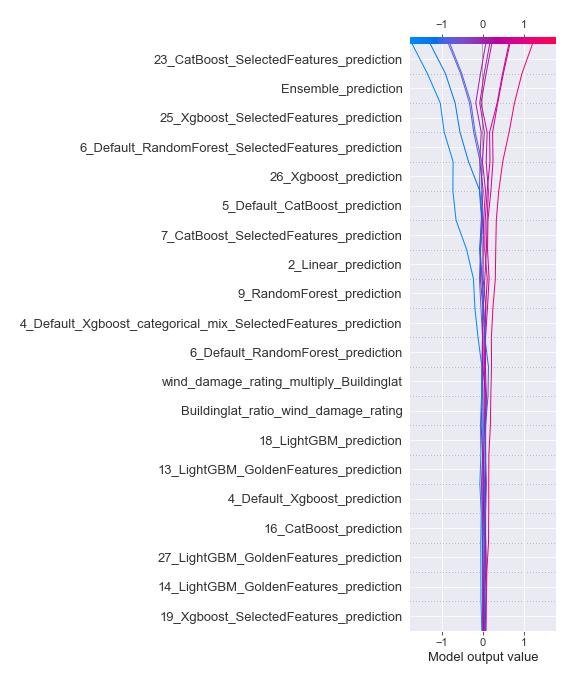 −1 0 1
23_CatBoost_SelectedFeatures_prediction
Ensemble_prediction
25_Xgboost_SelectedFeatures_prediction
6_Default_RandomForest_SelectedFeatures_prediction
26_Xgboost_prediction
5_Default_CatBoost_prediction
7_CatBoost_SelectedFeatures_prediction
2_Linear_prediction
9_RandomForest_prediction
4_Default_Xgboost_categorical_mix_SelectedFeatures_prediction
6_Default_RandomForest_prediction
wind_damage_rating_multiply_Buildinglat
Buildinglat_ratio_wind_damage_rating
18_LightGBM_prediction
13_LightGBM_GoldenFeatures_prediction
4_Default_Xgboost_prediction
16_CatBoost_prediction
27_LightGBM_GoldenFeatures_prediction
14_LightGBM_GoldenFeatures_prediction
19_Xgboost_SelectedFeatures_prediction
−1 0 1
Model output value